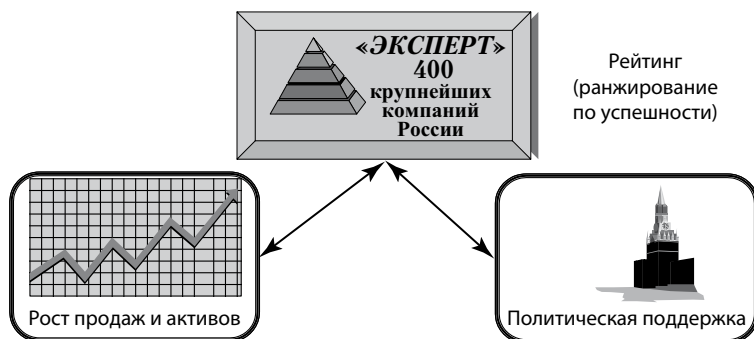 «ЭКСПЕРТ»
400
крупнейших
компаний
России
Рейтинг
(ранжирование
по успешности)
Рост продаж и активов
Политическая поддержка